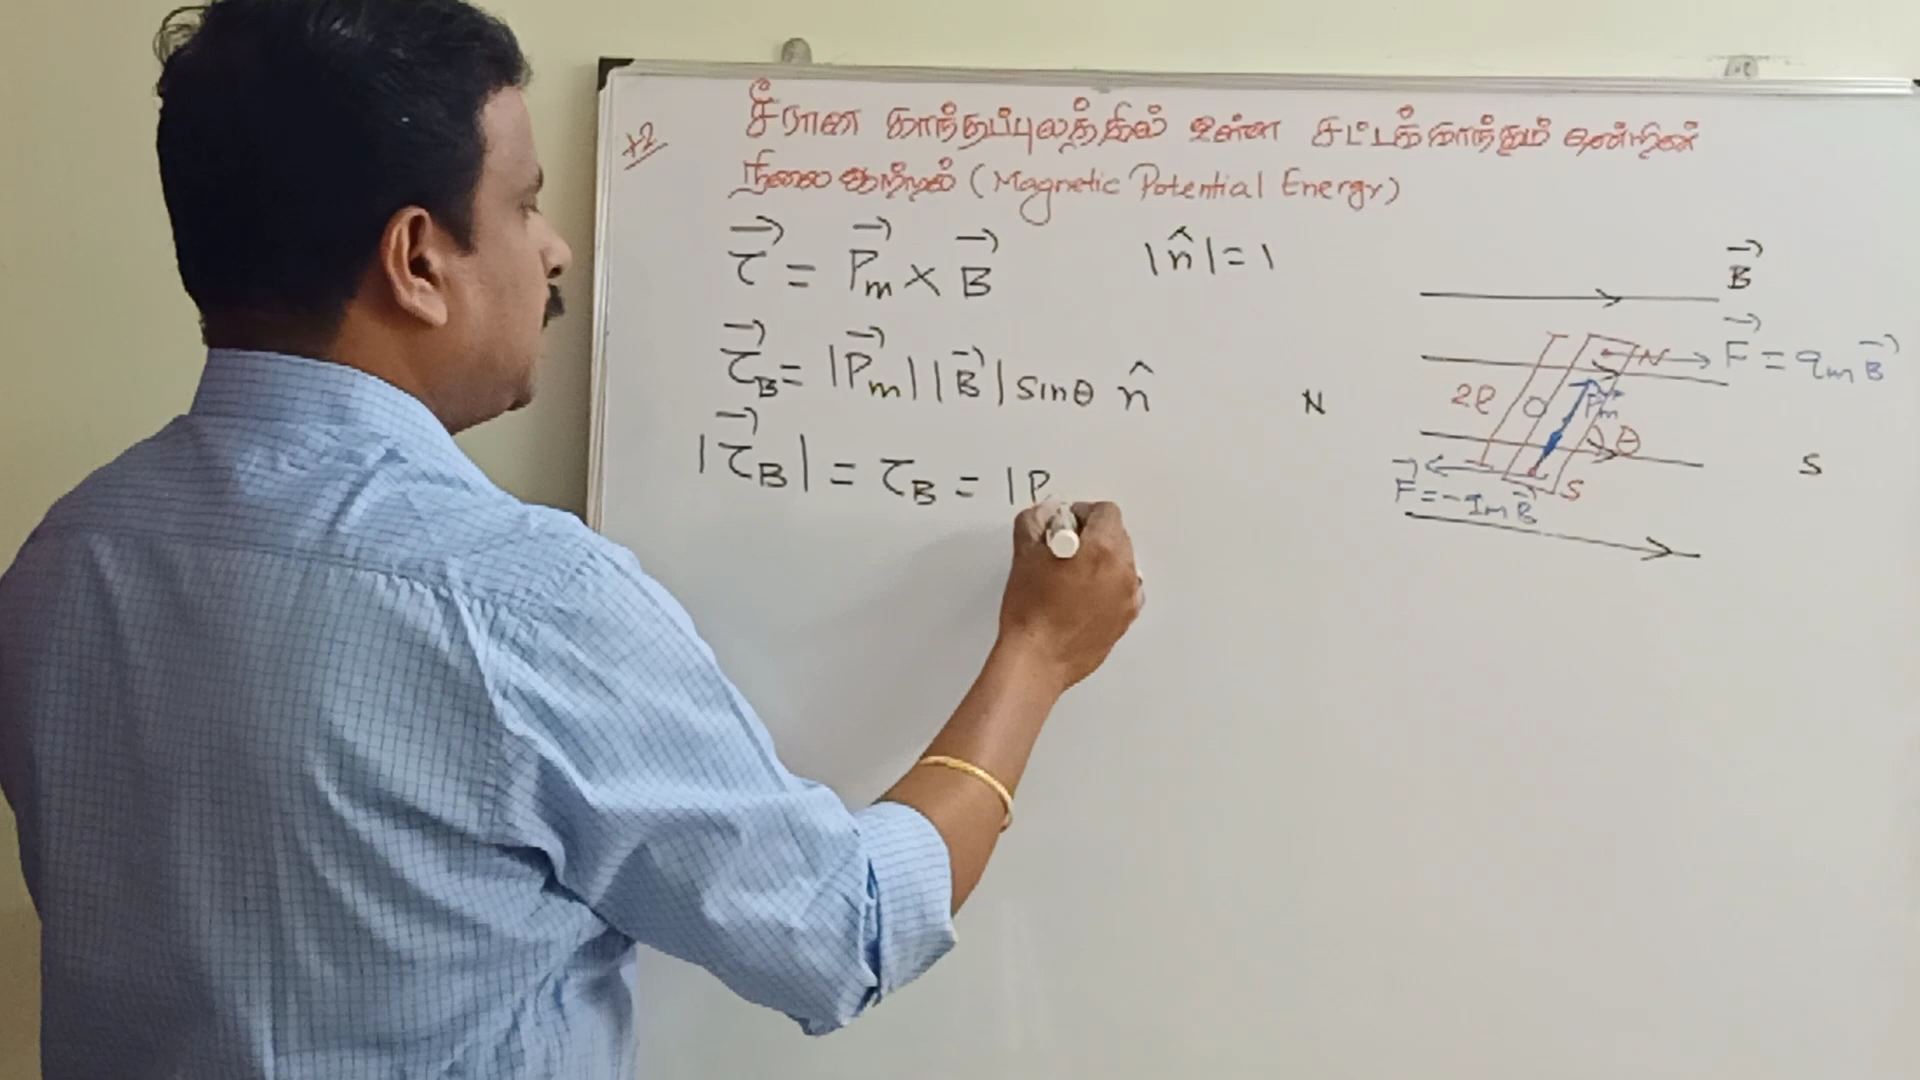 +2
சீரான காந்தப்புலத்தில் உள்ள சட்டக்காந்தம் ஒன்றின்
நிலை ஆற்றல் (Magnetic Potential Energy)
τ⃗ = P⃗m × B⃗
|n̂| = 1
τ⃗B = |P⃗m| |B⃗| sinθ n̂
|τ⃗B| = τB = |P
B⃗
N F⃗ = qm B⃗
N
2l
O
P⃗m
θ
S
F⃗ = -qm B⃗
S